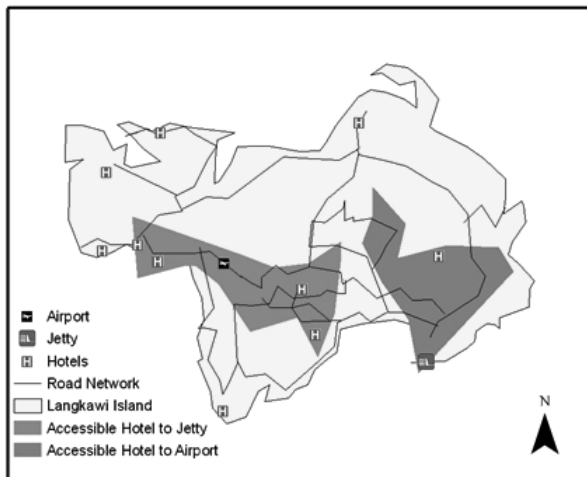 Airport
Jetty
Hotels
Road Network
Langkawi Island
Accessible Hotel to Jetty
Accessible Hotel to Airport
N
H
H
H
H
H
H
H
H
H
H